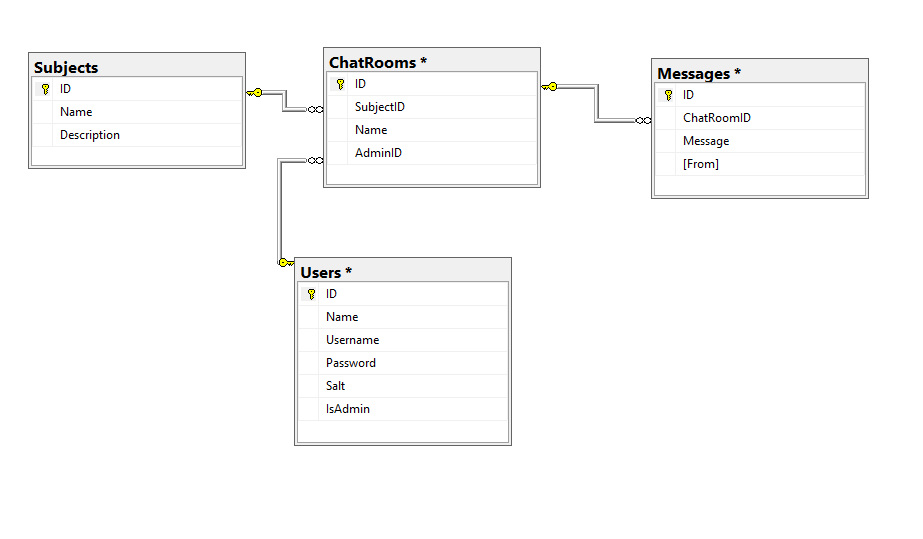 Subjects
ID
Name
Description
ChatRooms *
ID
SubjectID
Name
AdminID
Messages *
ID
ChatRoomID
Message
[From]
Users *
ID
Name
Username
Password
Salt
IsAdmin